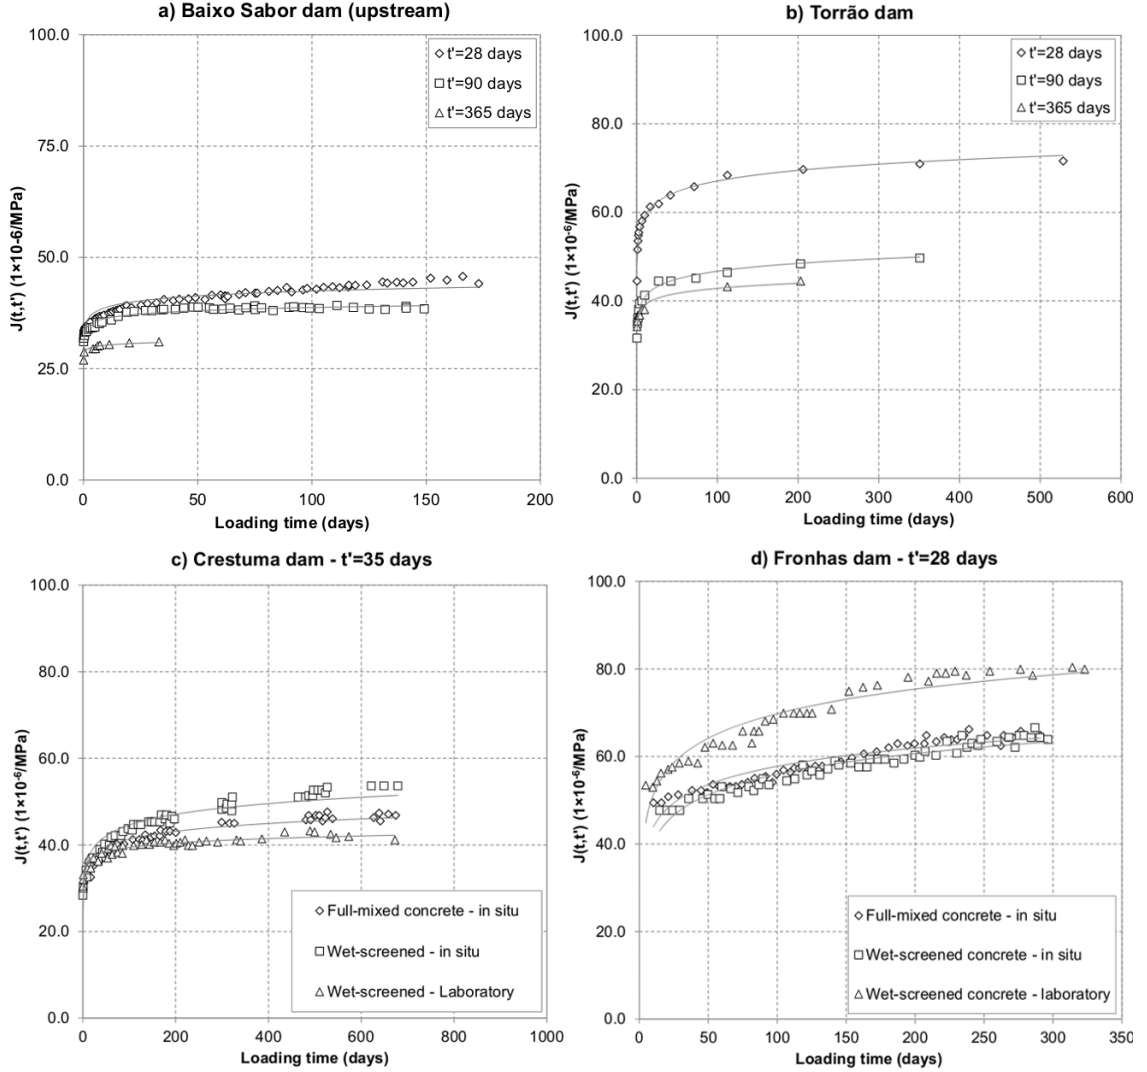 a) Baixo Sabor dam (upstream)
100.0
75.0
50.0
25.0
0.0
J(t,t') (1×10-6/MPa)
t'=28 days
t'=90 days
t'=365 days
0 50 100 150 200
Loading time (days)
b) Torrão dam
100.0
80.0
60.0
40.0
20.0
0.0
J(t,t') (1×10⁻⁶/MPa)
t'=28 days
t'=90 days
t'=365 days
0 100 200 300 400 500 600
Loading time (days)
c) Crestuma dam - t'=35 days
100.0
80.0
60.0
40.0
20.0
0.0
J(t,t') (1×10⁻⁶/MPa)
Full-mixed concrete - in situ
Wet-screened - in situ
Wet-screened - Laboratory
0 200 400 600 800 1000
Loading time (days)
d) Fronhas dam - t'=28 days
100.0
80.0
60.0
40.0
20.0
0.0
J(t,t') (1×10⁻⁶/MPa)
Full-mixed concrete - in situ
Wet-screened concrete - in situ
Wet-screened concrete - laboratory
0 50 100 150 200 250 300 350
Loading time (days)